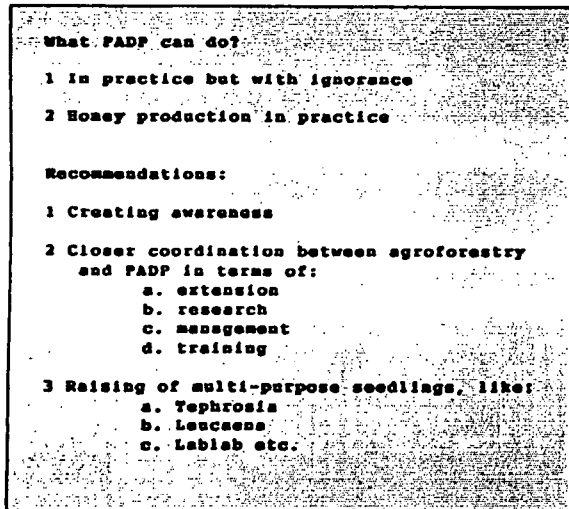 What PADP can do?
1 In practice but with ignorance
2 Honey production in practice
Recommendations:
1 Creating awareness
2 Closer coordination between agroforestry
and PADP in terms of:
a. extension
b. research
c. management
d. training
3 Raising of multi-purpose seedlings, like:
a. Tephrosia
b. Leucaena
c. Lablab etc.